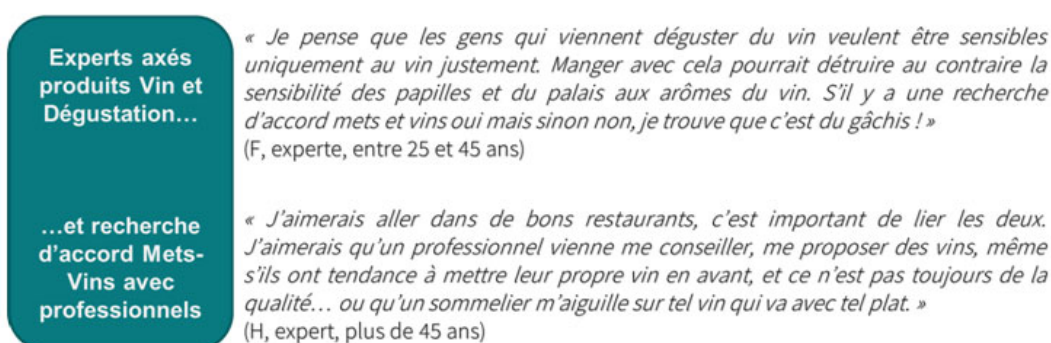 Experts axés
produits Vin et
Dégustation…
« Je pense que les gens qui viennent déguster du vin veulent être sensibles
uniquement au vin justement. Manger avec cela pourrait détruire au contraire la
sensibilité des papilles et du palais aux arômes du vin. S’il y a une recherche
d’accord mets et vins oui mais sinon non, je trouve que c’est du gâchis ! »
(F, experte, entre 25 et 45 ans)
…et recherche
d’accord Mets-
Vins avec
professionnels
« J’aimerais aller dans de bons restaurants, c’est important de lier les deux.
J’aimerais qu’un professionnel vienne me conseiller, me proposer des vins, même
s’ils ont tendance à mettre leur propre vin en avant, et ce n’est pas toujours de la
qualité… ou qu’un sommelier m’aiguille sur tel vin qui va avec tel plat. »
(H, expert, plus de 45 ans)